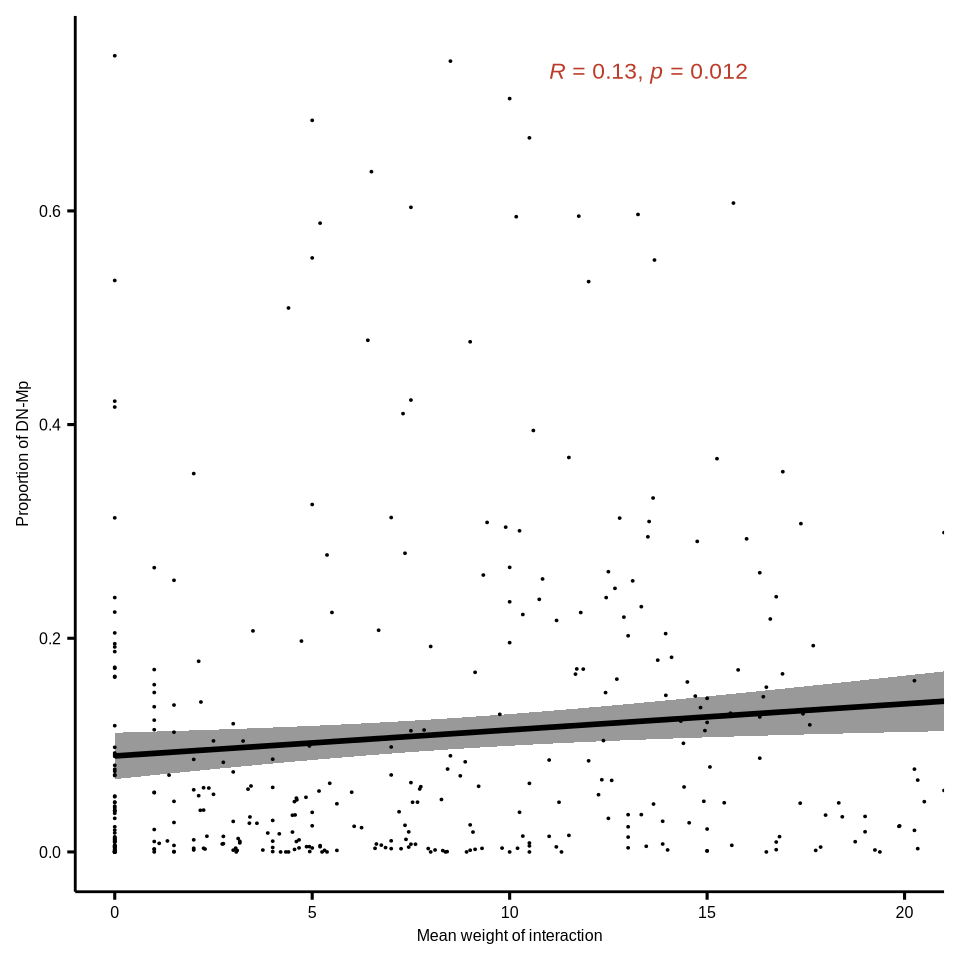 R = 0.13, p = 0.012
Proportion of DN-Mp
0.6
0.4
0.2
0.0
0 5 10 15 20
Mean weight of interaction